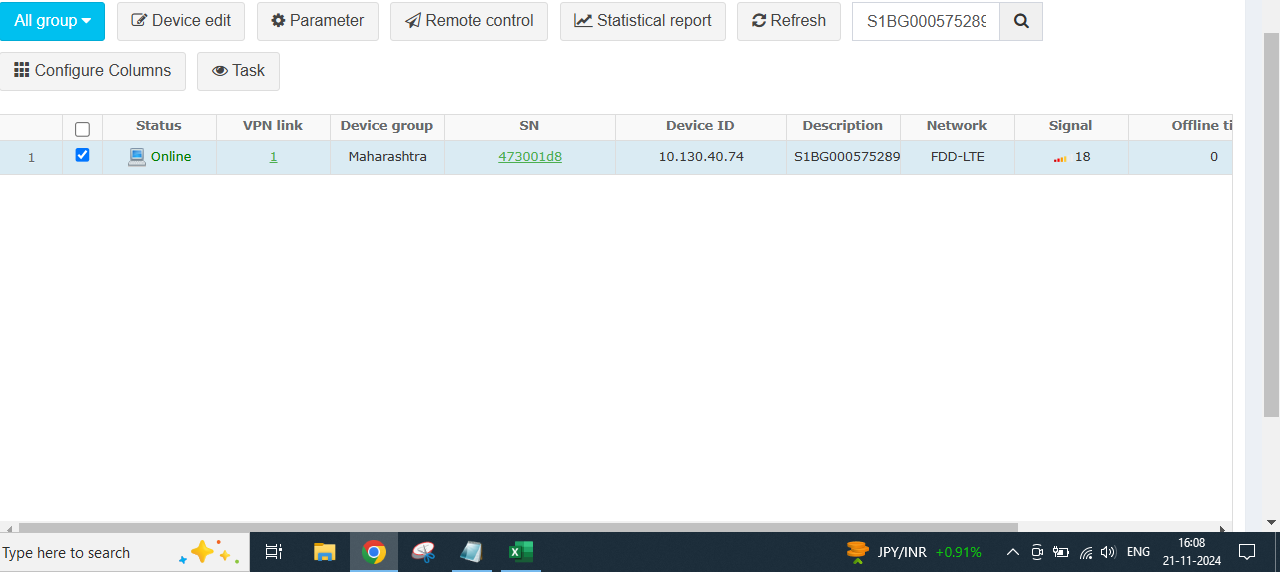 All group Device edit Parameter Remote control Statistical report Refresh S1BG000575289
Configure Columns Task
Status VPN link Device group SN Device ID Description Network Signal Offline ti
1 Online 1 Maharashtra 473001d8 10.130.40.74 S1BG000575289 FDD-LTE 18 0
Type here to search JPY/INR +0.91% ENG 16:08
21-11-2024